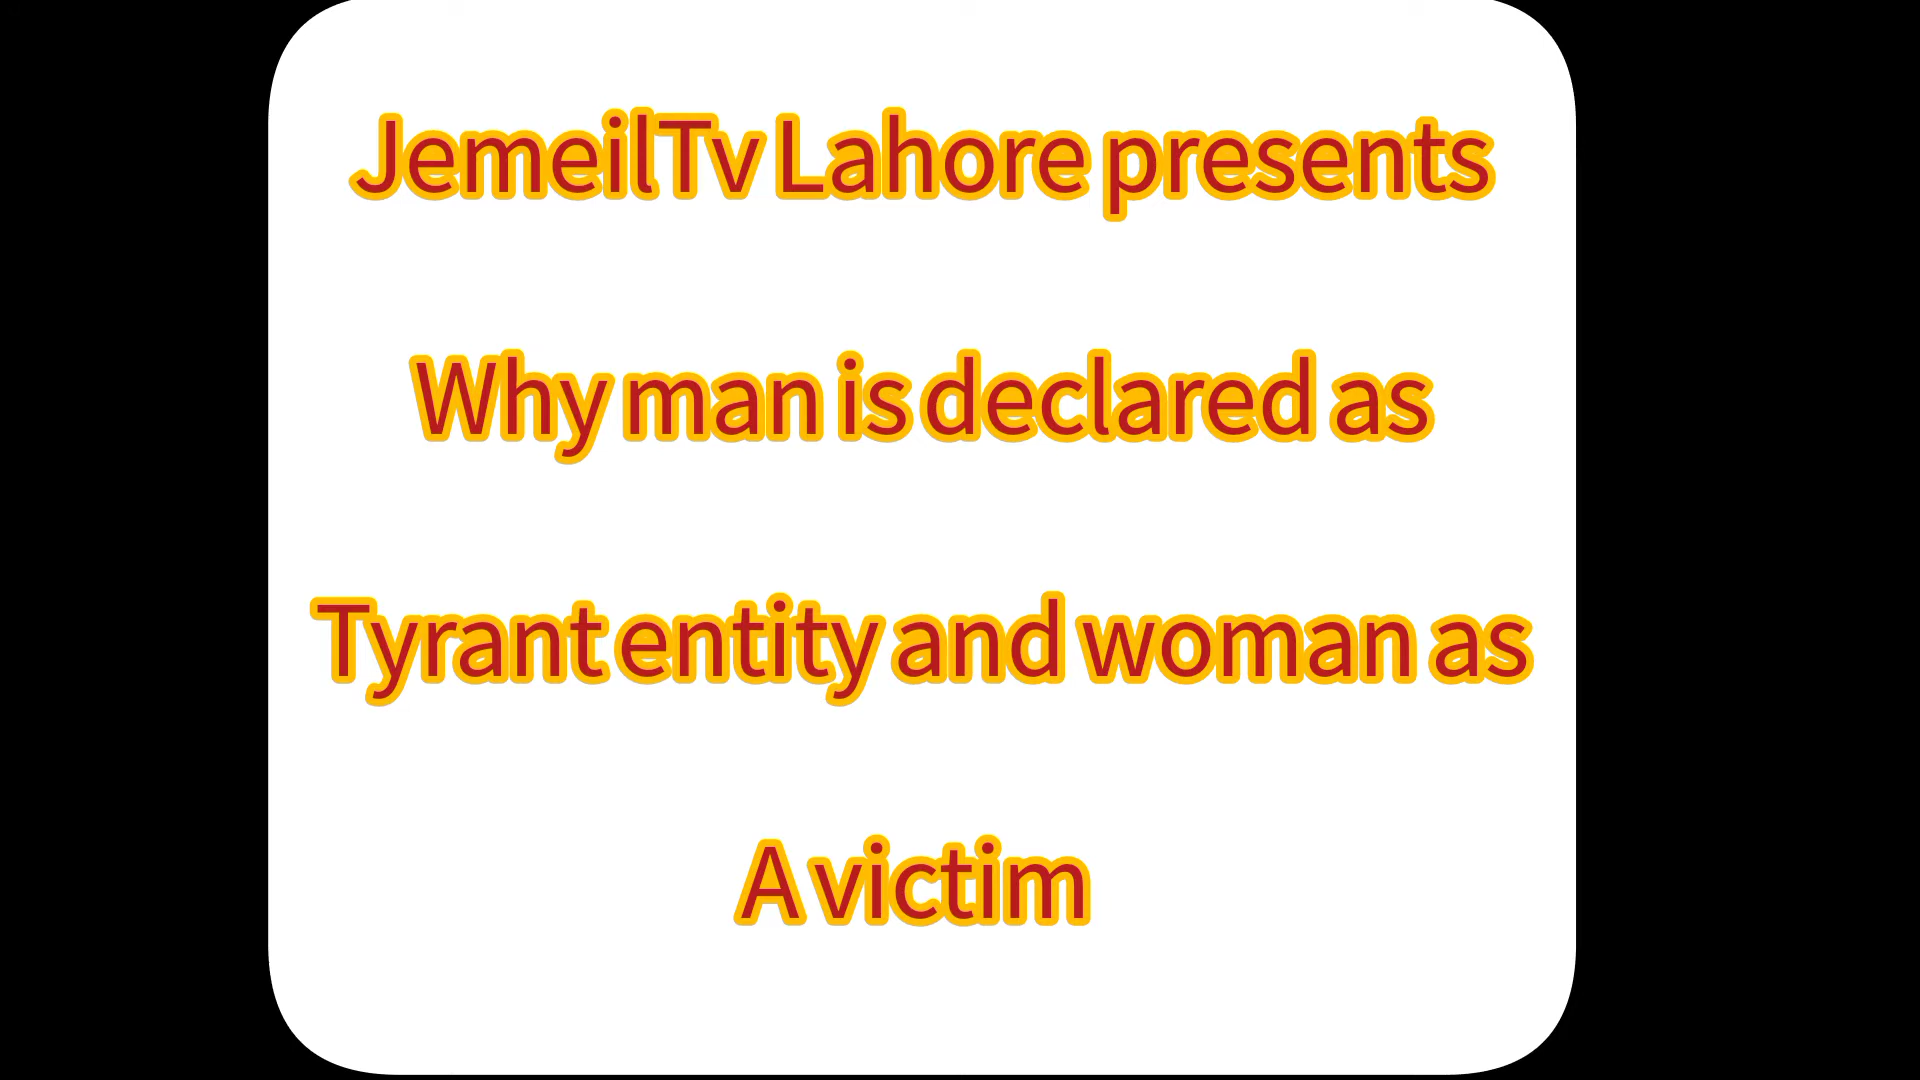 JemeilTv Lahore presents
Why man is declared as
Tyrant entity and woman as
A victim